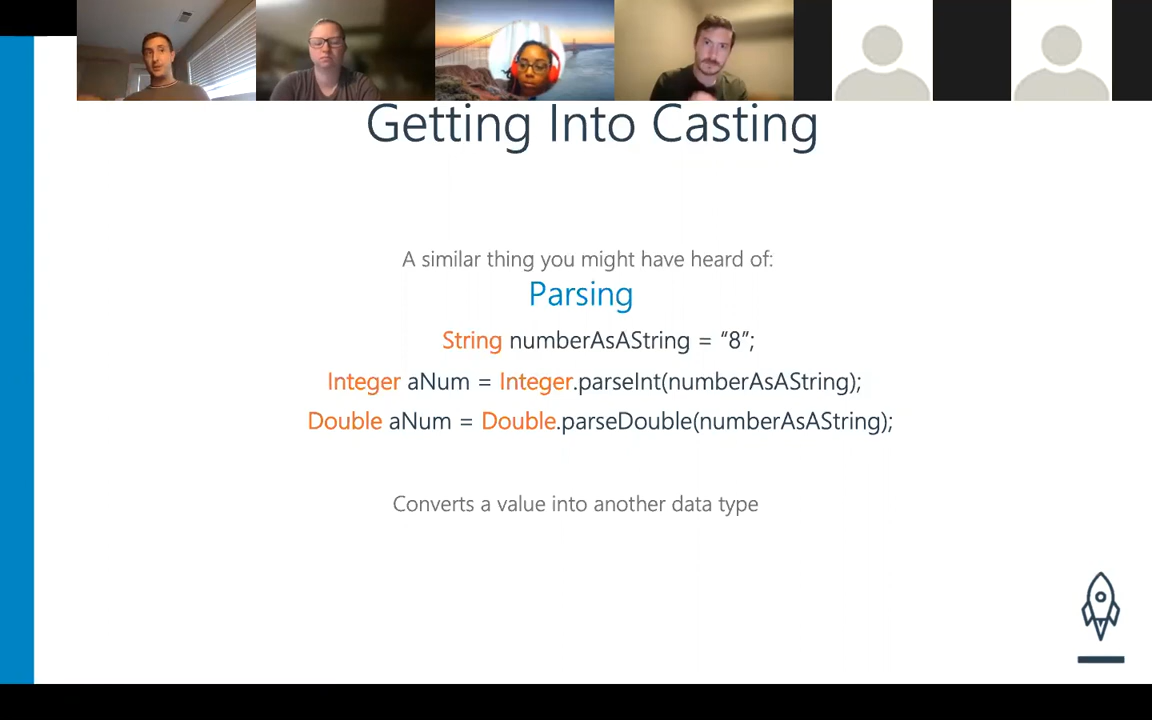 Getting Into Casting
A similar thing you might have heard of:
Parsing
String numberAsAString = “8”;
Integer aNum = Integer.parseInt(numberAsAString);
Double aNum = Double.parseDouble(numberAsAString);
Converts a value into another data type